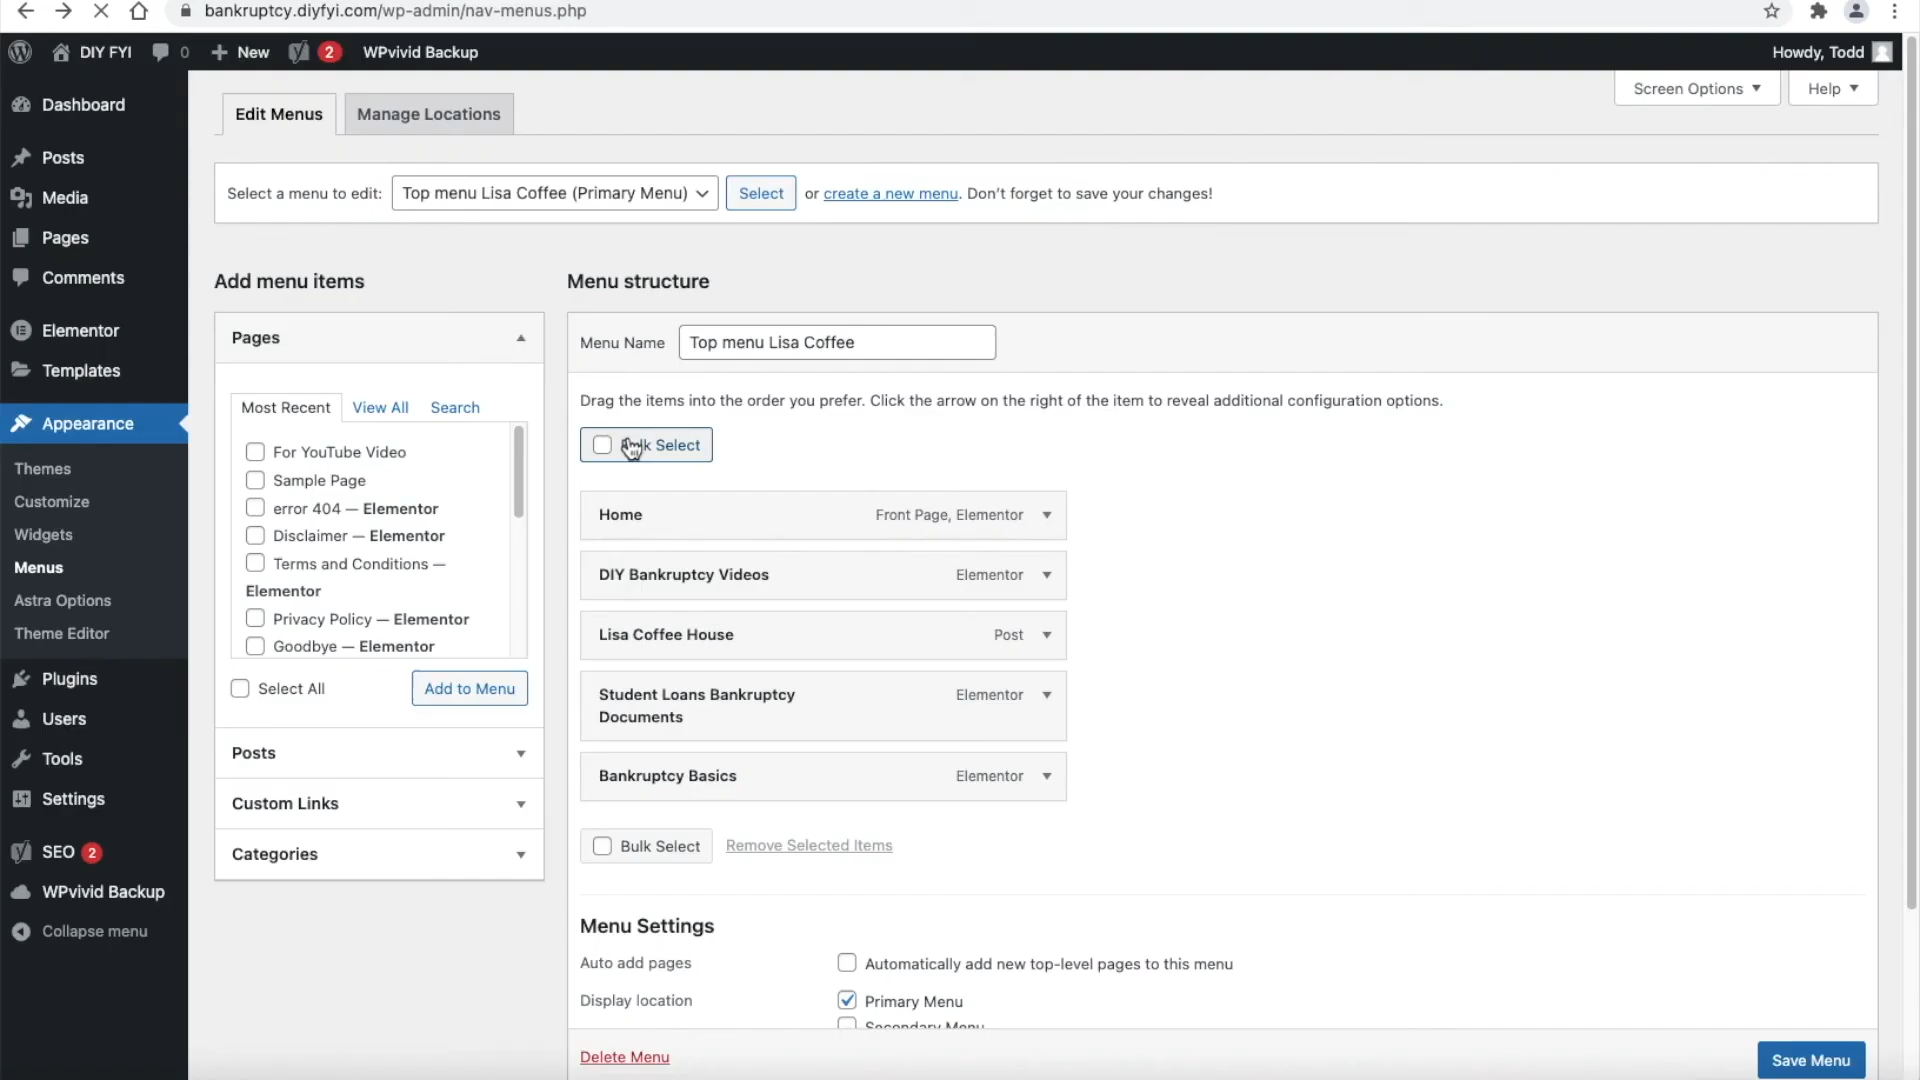 bankruptcy.diyfyi.com/wp-admin/nav-menus.php
DIY FYI
0
New
2
WPvivid Backup
Howdy, Todd
Dashboard
Posts
Media
Pages
Comments
Elementor
Templates
Appearance
Themes
Customize
Widgets
Menus
Astra Options
Theme Editor
Plugins
Users
Tools
Settings
SEO 2
WPvivid Backup
Collapse menu
Screen Options
Help
Edit Menus
Manage Locations
Select a menu to edit: Top menu Lisa Coffee (Primary Menu) Select or create a new menu. Don't forget to save your changes!
Add menu items
Pages
Most Recent View All Search
For YouTube Video
Sample Page
error 404 — Elementor
Disclaimer — Elementor
Terms and Conditions —
Elementor
Privacy Policy — Elementor
Goodbye — Elementor
Select All
Add to Menu
Posts
Custom Links
Categories
Menu structure
Menu Name Top menu Lisa Coffee
Drag the items into the order you prefer. Click the arrow on the right of the item to reveal additional configuration options.
Select
Home Front Page, Elementor
DIY Bankruptcy Videos Elementor
Lisa Coffee House Post
Student Loans Bankruptcy Elementor
Documents
Bankruptcy Basics Elementor
Bulk Select Remove Selected Items
Menu Settings
Auto add pages Automatically add new top-level pages to this menu
Display location Primary Menu
Secondary Menu
Delete Menu
Save Menu